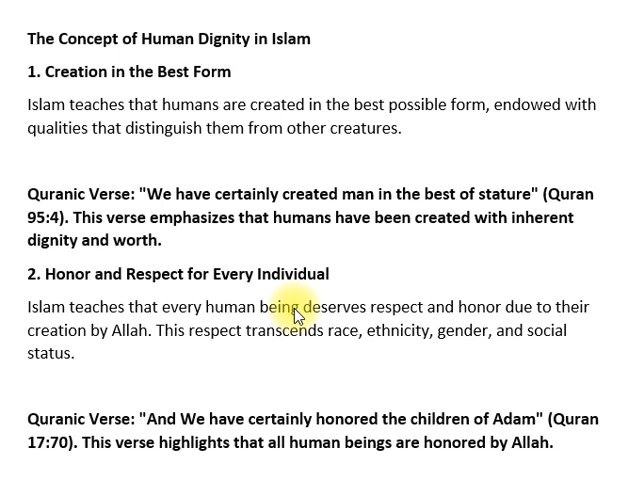 The Concept of Human Dignity in Islam
1. Creation in the Best Form
Islam teaches that humans are created in the best possible form, endowed with
qualities that distinguish them from other creatures.
Quranic Verse: "We have certainly created man in the best of stature" (Quran
95:4). This verse emphasizes that humans have been created with inherent
dignity and worth.
2. Honor and Respect for Every Individual
Islam teaches that every human being deserves respect and honor due to their
creation by Allah. This respect transcends race, ethnicity, gender, and social
status.
Quranic Verse: "And We have certainly honored the children of Adam" (Quran
17:70). This verse highlights that all human beings are honored by Allah.